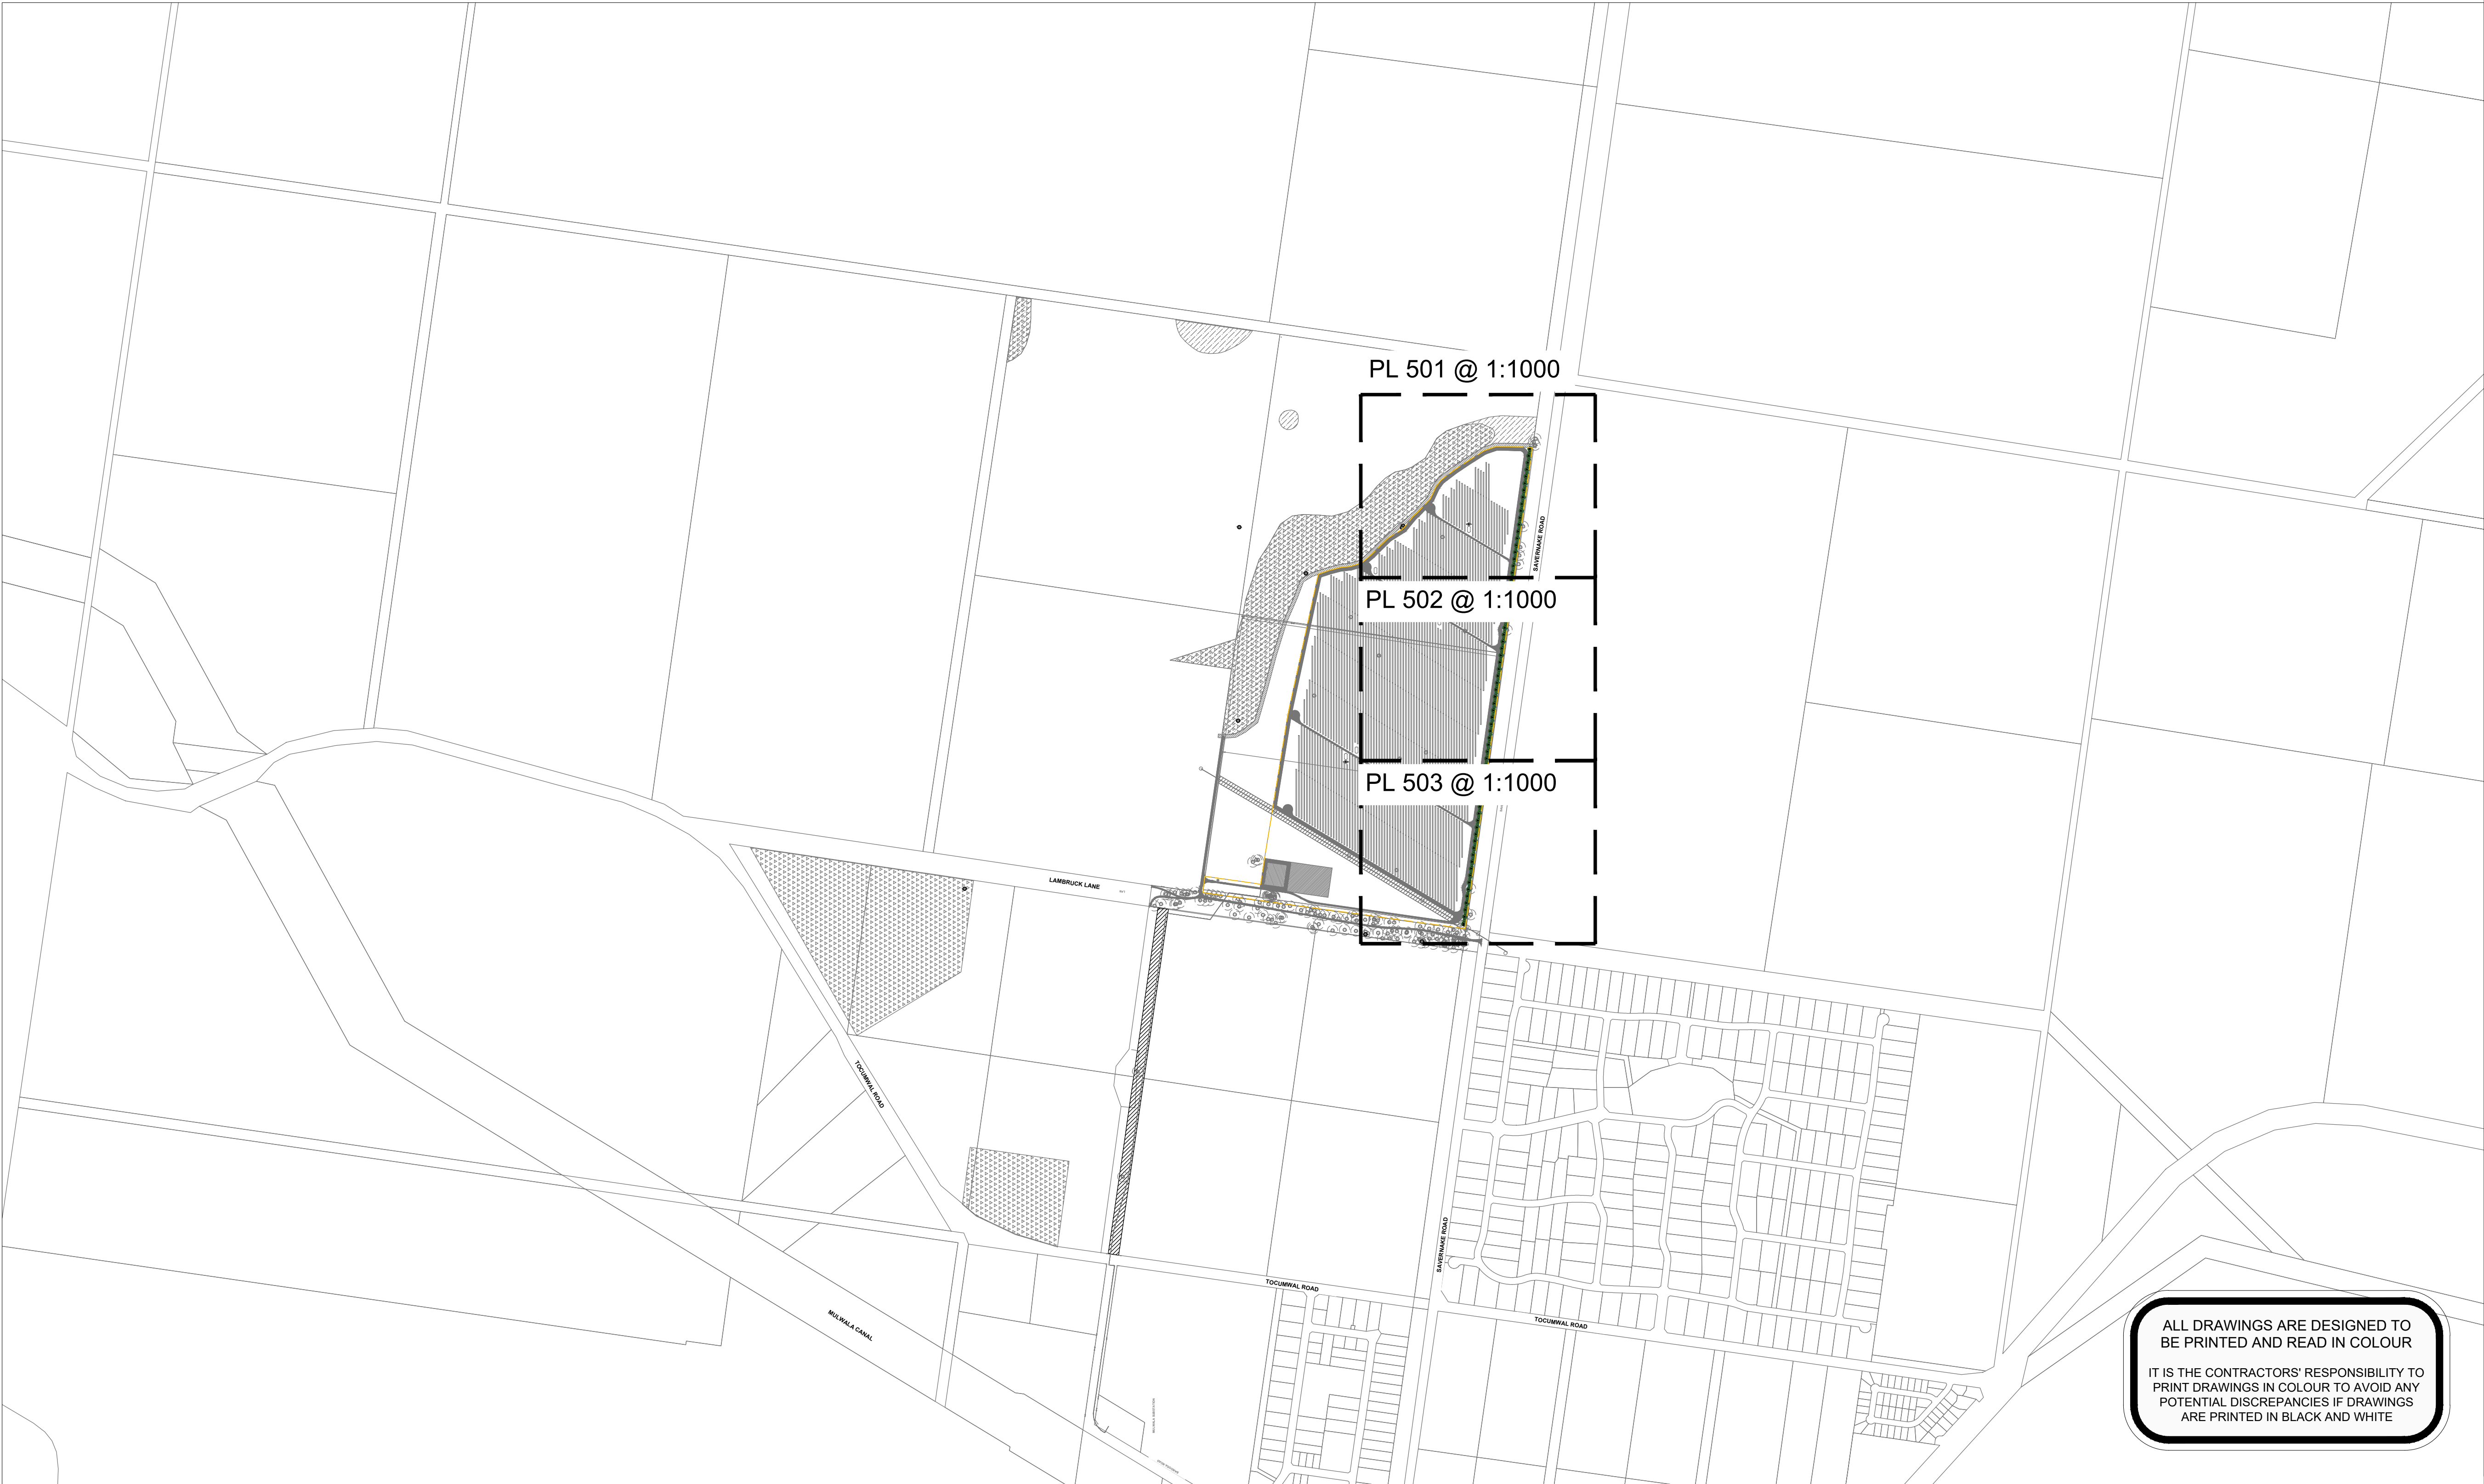 PL 501 @ 1:1000
SAVERNAKE ROAD
PL 502 @ 1:1000
PL 503 @ 1:1000
LAMBRUCK LANE
TOCUMWAL ROAD
SAVERNAKE ROAD
TOCUMWAL ROAD
TOCUMWAL ROAD
MULWALA CANAL
ALL DRAWINGS ARE DESIGNED TO
BE PRINTED AND READ IN COLOUR
IT IS THE CONTRACTORS' RESPONSIBILITY TO
PRINT DRAWINGS IN COLOUR TO AVOID ANY
POTENTIAL DISCREPANCIES IF DRAWINGS
ARE PRINTED IN BLACK AND WHITE